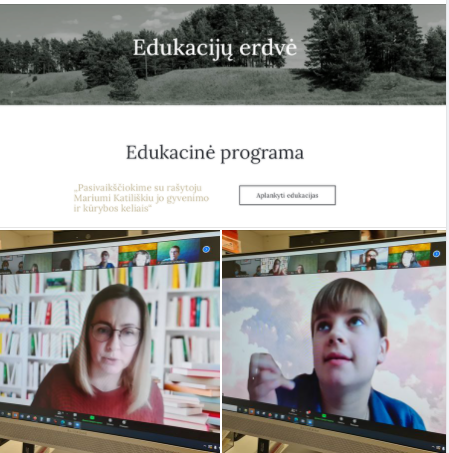 Edukacijų erdvė
Edukacinė programa
„Pasivaikščiokime su rašytoju
Mariumi Katiliškiu jo gyvenimo
ir kūrybos keliais“
Aplankyti edukacijas